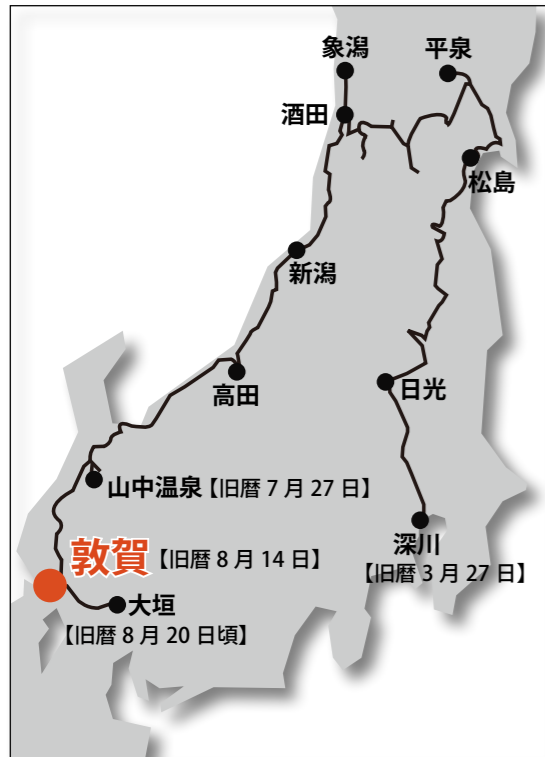 象潟
平泉
酒田
松島
新潟
高田
日光
山中温泉【旧暦 7 月 27 日】
敦賀【旧暦 8 月 14 日】
深川
【旧暦 3 月 27 日】
大垣
【旧暦 8 月 20 日頃】